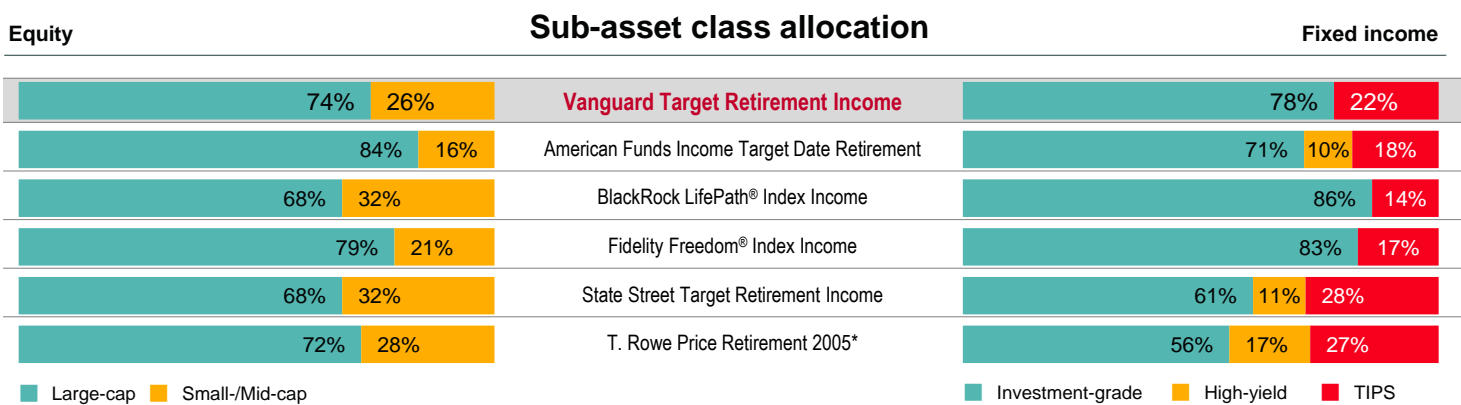 Equity Sub-asset class allocation Fixed income
74% 26% Vanguard Target Retirement Income 78% 22%
84% 16% American Funds Income Target Date Retirement 71% 10% 18%
68% 32% BlackRock LifePath® Index Income 86% 14%
79% 21% Fidelity Freedom® Index Income 83% 17%
68% 32% State Street Target Retirement Income 61% 11% 28%
72% 28% T. Rowe Price Retirement 2005* 56% 17% 27%
Large-cap Small-/Mid-cap Investment-grade High-yield TIPS